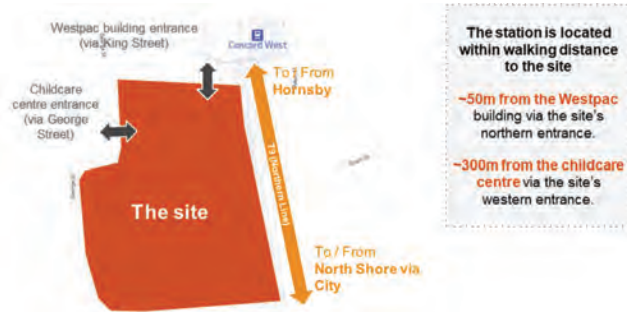 Westpac building entrance
(via King Street)
Concord West
To / From
Hornsby
Childcare
centre entrance
(via George
Street)
T9 (Northern Line)
The site
To / From
North Shore via
City
The station is located
within walking distance
to the site
~50m from the Westpac
building via the site's
northern entrance.
~300m from the childcare
centre via the site's
western entrance.